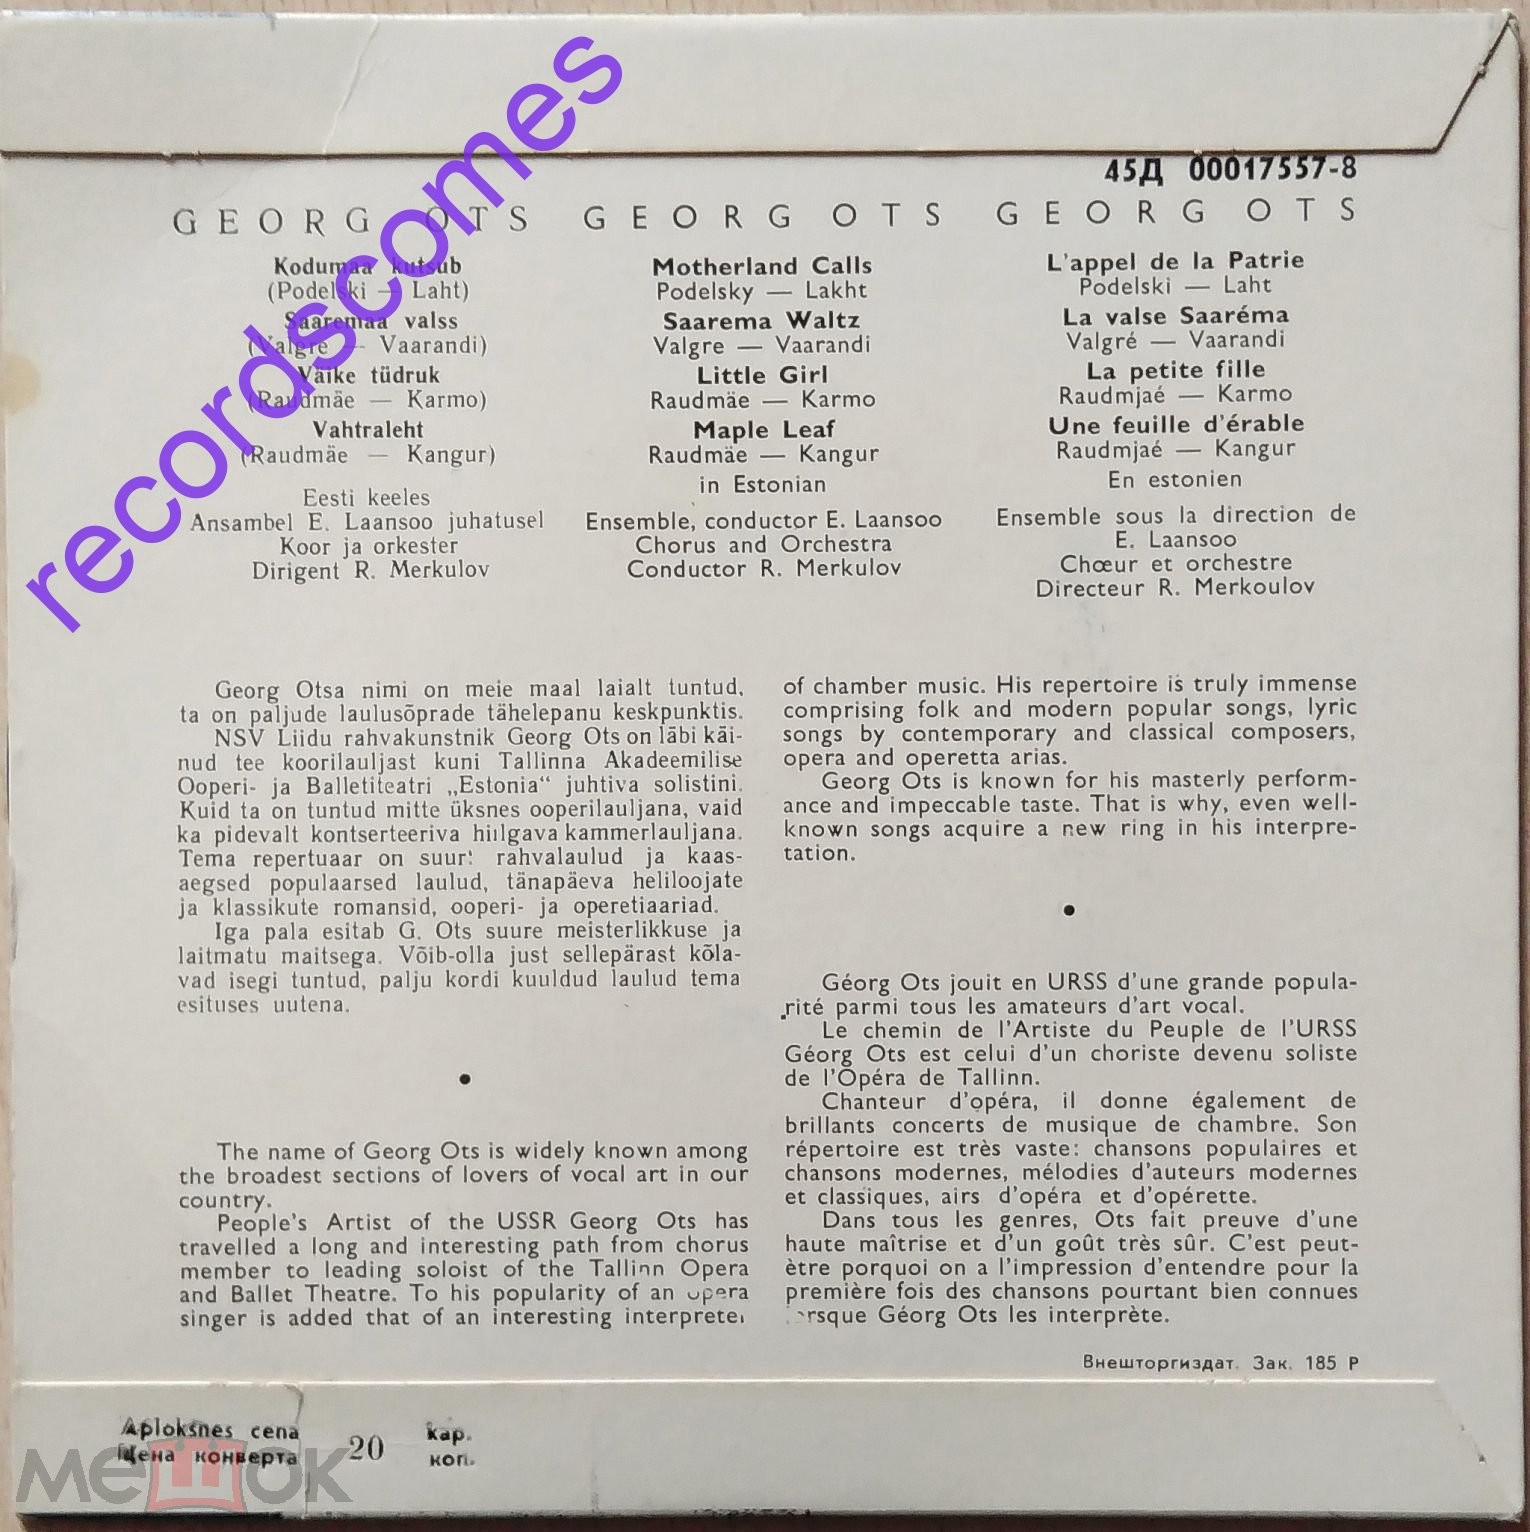 45Д 00017557-8
GEORG OTS
Kodumaa kutsub
(Podelski — Laht)
Saaremaa valss
(Valgre — Vaarandi)
Väike tüdruk
(Raudmäe — Karmo)
Vahtraleht
(Raudmäe — Kangur)
Eesti keeles
Ansambel E. Laansoo juhatusel
Koor ja orkester
Dirigent R. Merkulov
GEORG OTS
Motherland Calls
Podelsky — Lakht
Saarema Waltz
Valgre — Vaarandi
Little Girl
Raudmäe — Karmo
Maple Leaf
Raudmäe — Kangur
in Estonian
Ensemble, conductor E. Laansoo
Chorus and Orchestra
Conductor R. Merkulov
GEORG OTS
L'appel de la Patrie
Podelski — Laht
La valse Saaréma
Valgré — Vaarandi
La petite fille
Raudmjaé — Karmo
Une feuille d'érable
Raudmjaé — Kangur
En estonien
Ensemble sous la direction de
E. Laansoo
Chœur et orchestre
Directeur R. Merkoulov
Georg Otsa nimi on meie maal laialt tuntud,
ta on paljude laulusõprade tähelepanu keskpunktis.
NSV Liidu rahvakunstnik Georg Ots on läbi käi-
nud tee koorilauljast kuni Tallinna Akadeemilise
Ooperi- ja Balletiteatri „Estonia“ juhtiva solistini.
Kuid ta on tuntud mitte üksnes ooperilauljana, vaid
ka pidevalt kontserteeriva hiilgava kammerlauljana.
Tema repertuaar on suur: rahvalaulud ja kaas-
aegsed populaarsed laulud, tänapäeva heliloojate
ja klassikute romansid, ooperi- ja operetiaariad.
Iga pala esitab G. Ots suure meisterlikkuse ja
laitmatu maitsega. Võib-olla just sellepärast kõla-
vad isegi tuntud, palju kordi kuuldud laulud tema
esituses uutena.
The name of Georg Ots is widely known among
the broadest sections of lovers of vocal art in our
country.
People's Artist of the USSR Georg Ots has
travelled a long and interesting path from chorus
member to leading soloist of the Tallinn Opera
and Ballet Theatre. To his popularity of an opera
singer is added that of an interesting interpreter
of chamber music. His repertoire is truly immense
comprising folk and modern popular songs, lyric
songs by contemporary and classical composers,
opera and operetta arias.
Georg Ots is known for his masterly perform-
ance and impeccable taste. That is why, even well-
known songs acquire a new ring in his interpre-
tation.
Géorg Ots jouit en URSS d'une grande popula-
rité parmi tous les amateurs d'art vocal.
Le chemin de l'Artiste du Peuple de l'URSS
Géorg Ots est celui d'un choriste devenu soliste
de l'Opéra de Tallinn.
Chanteur d'opéra, il donne également de
brillants concerts de musique de chambre. Son
répertoire est très vaste: chansons populaires et
chansons modernes, mélodies d'auteurs modernes
et classiques, airs d'opéra et d'opérette.
Dans tous les genres, Ots fait preuve d'une
haute maîtrise et d'un goût très sûr. C'est peut-
être porquoi on a l'impression d'entendre pour la
première fois des chansons pourtant bien connues
lorsque Géorg Ots les interprète.
Внешторгиздат. Зак. 185 Р
Aploksnes cena 20 kap.
Цена конверта коп.
recordscomes
мешок